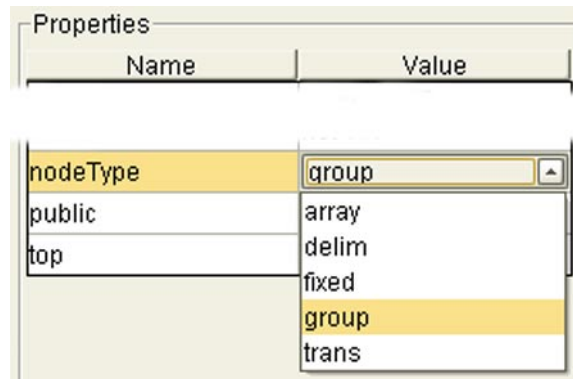 Properties
Name Value
nodeType group
public array
top delim
fixed
group
trans